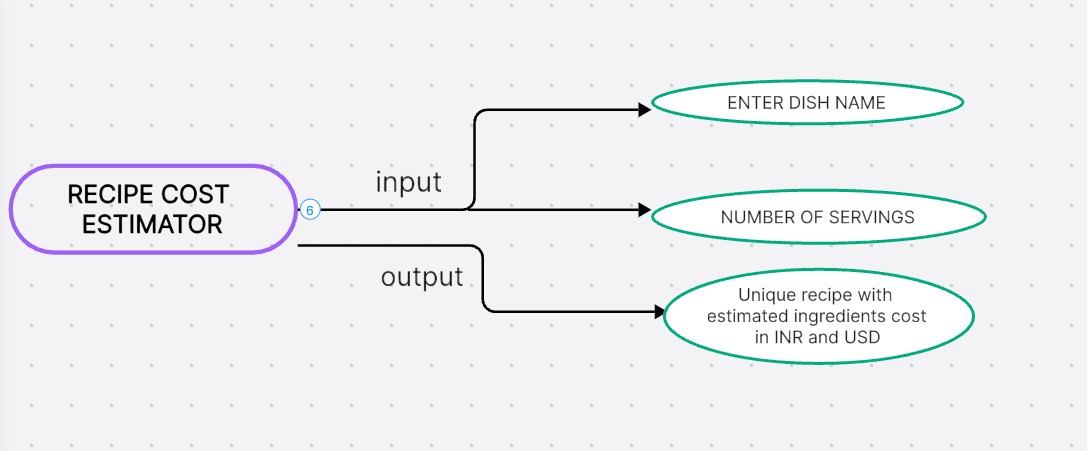 RECIPE COST
ESTIMATOR
6
input
output
ENTER DISH NAME
NUMBER OF SERVINGS
Unique recipe with
estimated ingredients cost
in INR and USD